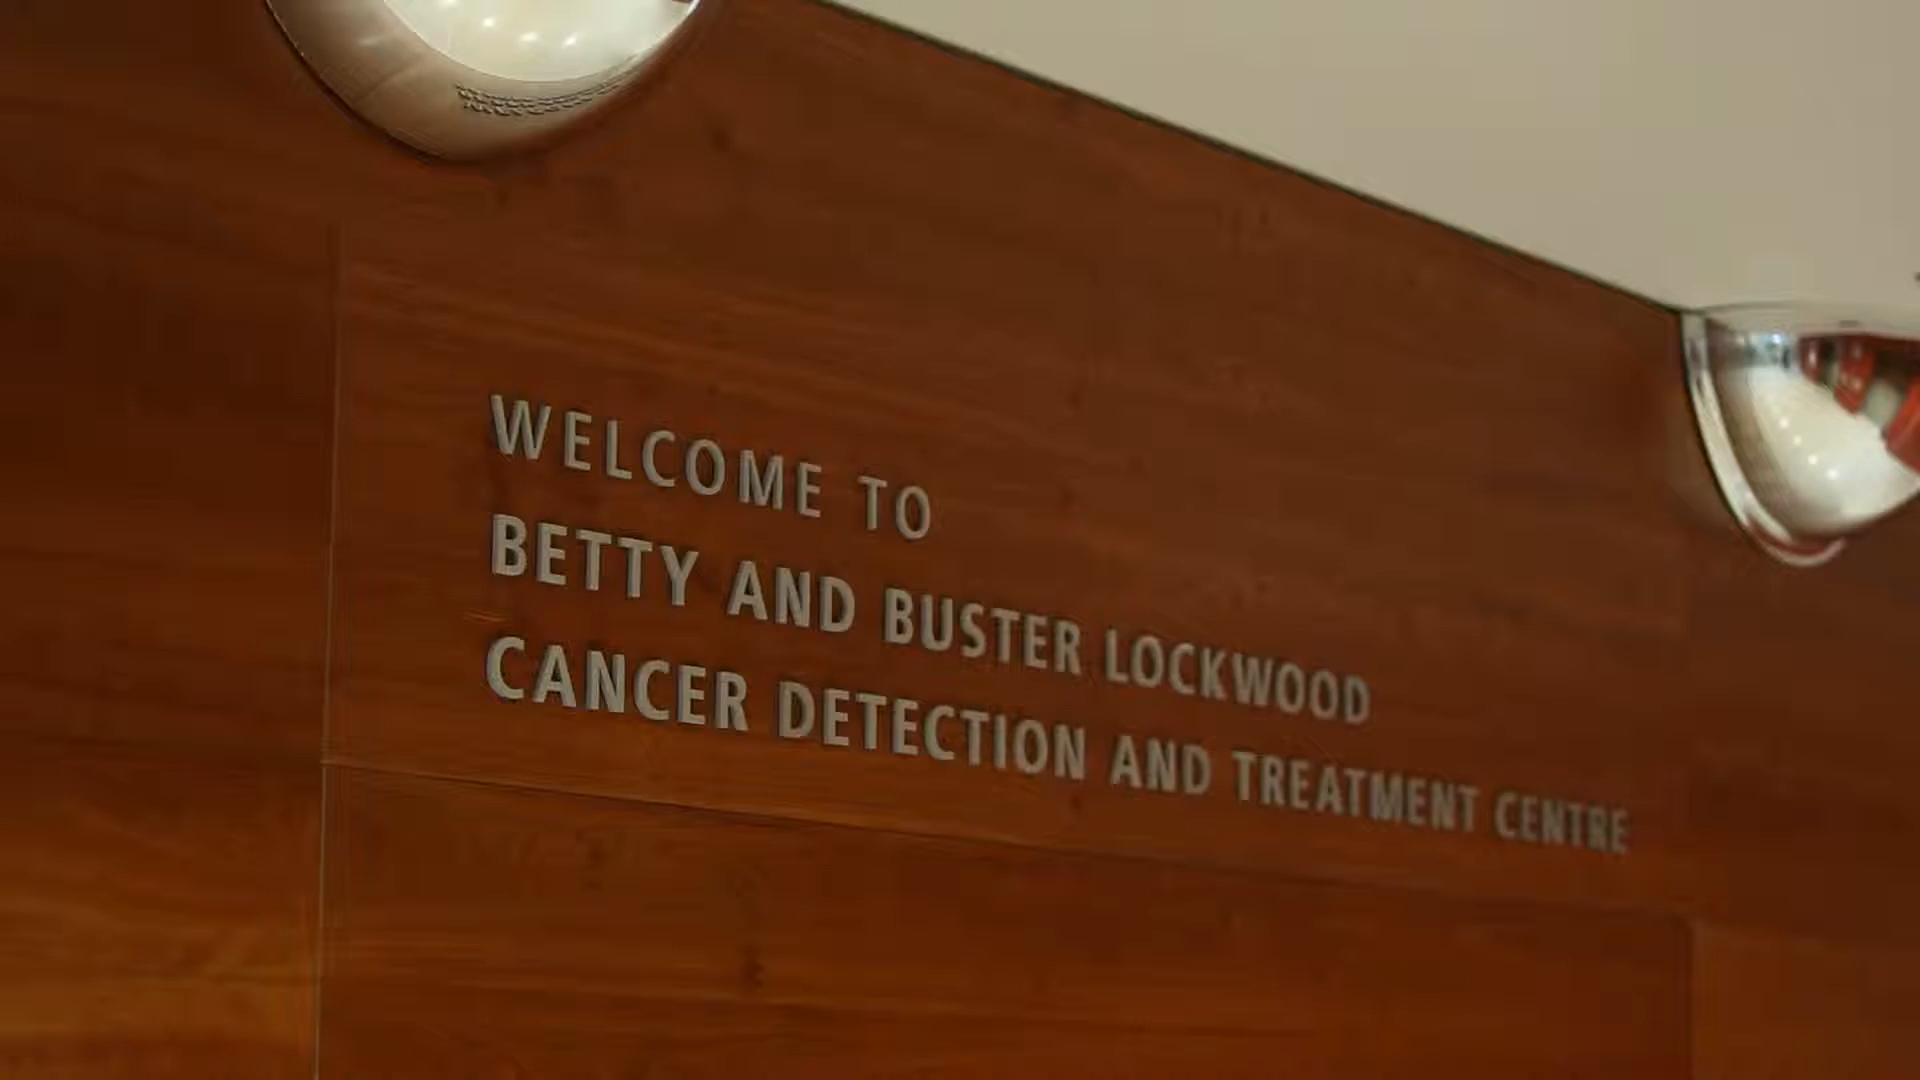 WELCOME TO
BETTY AND BUSTER LOCKWOOD
CANCER DETECTION AND TREATMENT CENTRE